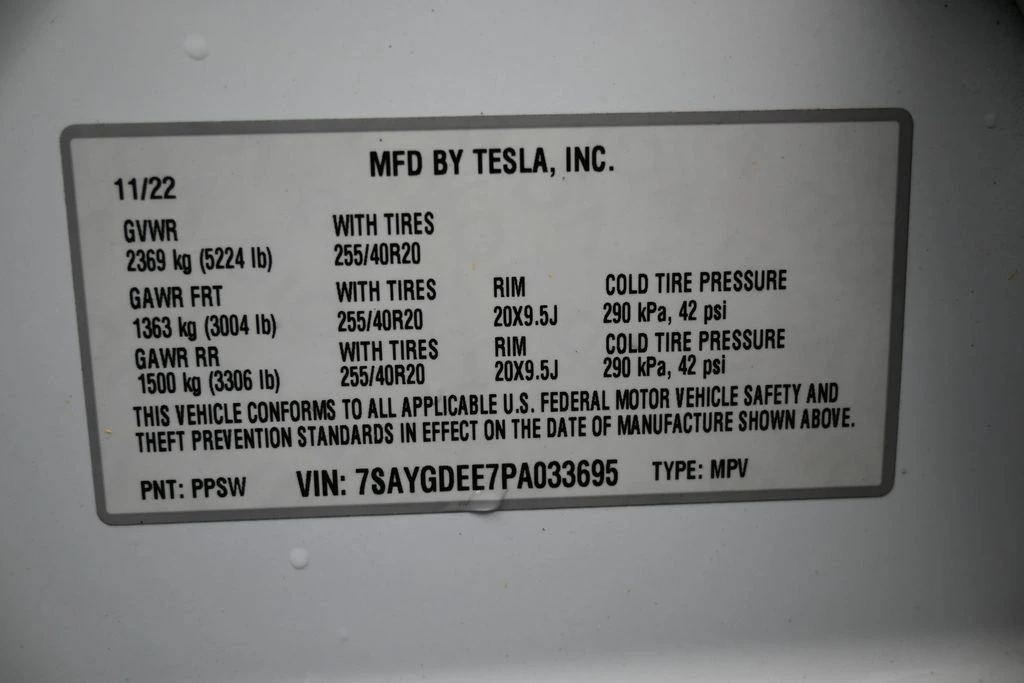 MFD BY TESLA, INC.
11/22
GVWR WITH TIRES
2369 kg (5224 lb) 255/40R20
GAWR FRT WITH TIRES RIM COLD TIRE PRESSURE
1363 kg (3004 lb) 255/40R20 20X9.5J 290 kPa, 42 psi
GAWR RR WITH TIRES RIM COLD TIRE PRESSURE
1500 kg (3306 lb) 255/40R20 20X9.5J 290 kPa, 42 psi
THIS VEHICLE CONFORMS TO ALL APPLICABLE U.S. FEDERAL MOTOR VEHICLE SAFETY AND
THEFT PREVENTION STANDARDS IN EFFECT ON THE DATE OF MANUFACTURE SHOWN ABOVE.
PNT: PPSW VIN: 7SAYGDEE7PA033695 TYPE: MPV